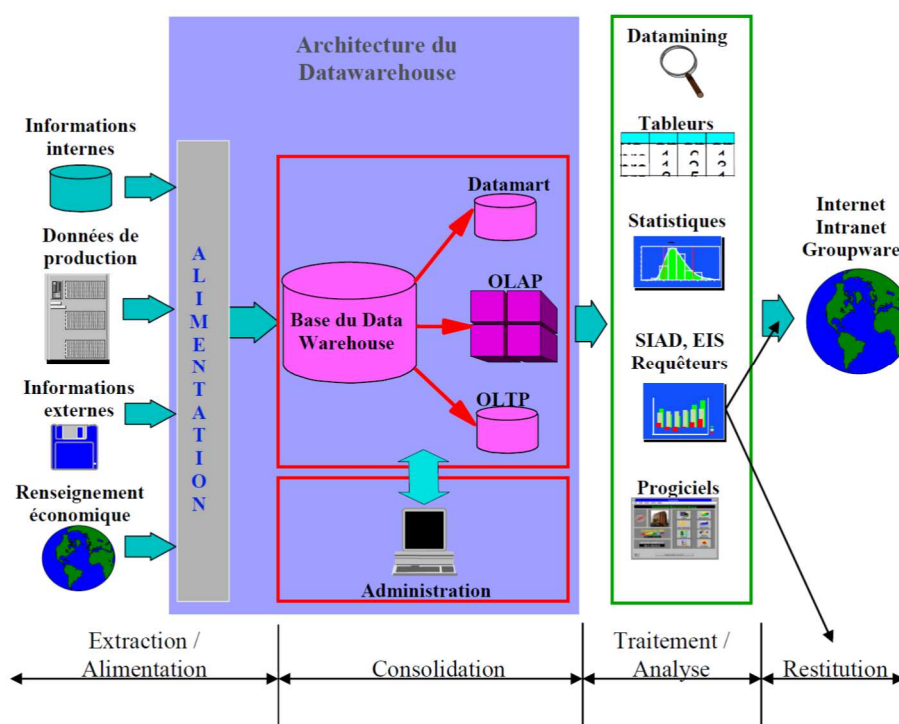 Architecture du
Datawarehouse
Informations
internes
Données de
production
Informations
externes
Renseignement
économique
ALIMENTATION
Base du Data
Warehouse
Datamart
OLAP
OLTP
Administration
Datamining
Tableurs
Statistiques
SIAD, EIS
Requêteurs
Progiciels
Internet
Intranet
Groupware
Extraction /
Alimentation
Consolidation
Traitement /
Analyse
Restitution